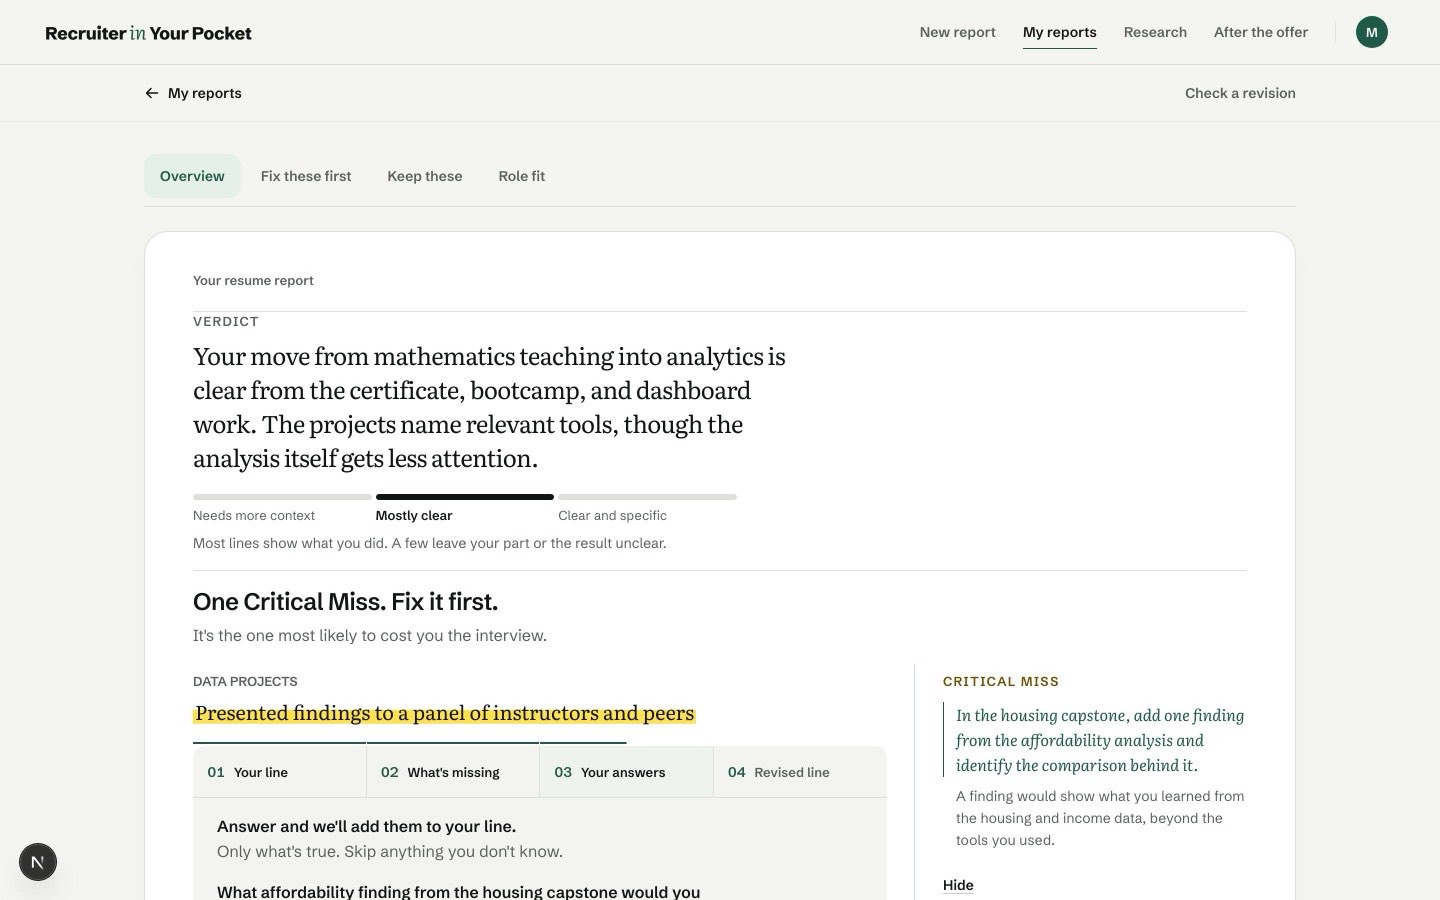 Recruiter in Your Pocket
New report
My reports
Research
After the offer
M
← My reports
Check a revision
Overview
Fix these first
Keep these
Role fit
Your resume report
VERDICT
Your move from mathematics teaching into analytics is
clear from the certificate, bootcamp, and dashboard
work. The projects name relevant tools, though the
analysis itself gets less attention.
Needs more context
Mostly clear
Clear and specific
Most lines show what you did. A few leave your part or the result unclear.
One Critical Miss. Fix it first.
It's the one most likely to cost you the interview.
DATA PROJECTS
Presented findings to a panel of instructors and peers
01 Your line
02 What's missing
03 Your answers
04 Revised line
Answer and we'll add them to your line.
Only what's true. Skip anything you don't know.
What affordability finding from the housing capstone would you
CRITICAL MISS
In the housing capstone, add one finding
from the affordability analysis and
identify the comparison behind it.
A finding would show what you learned from
the housing and income data, beyond the
tools you used.
Hide
N